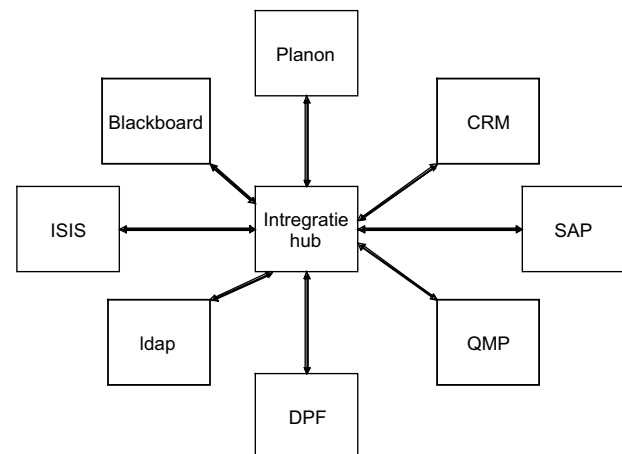 Planon
Blackboard
CRM
ISIS
Intregratie
hub
SAP
ldap
QMP
DPF